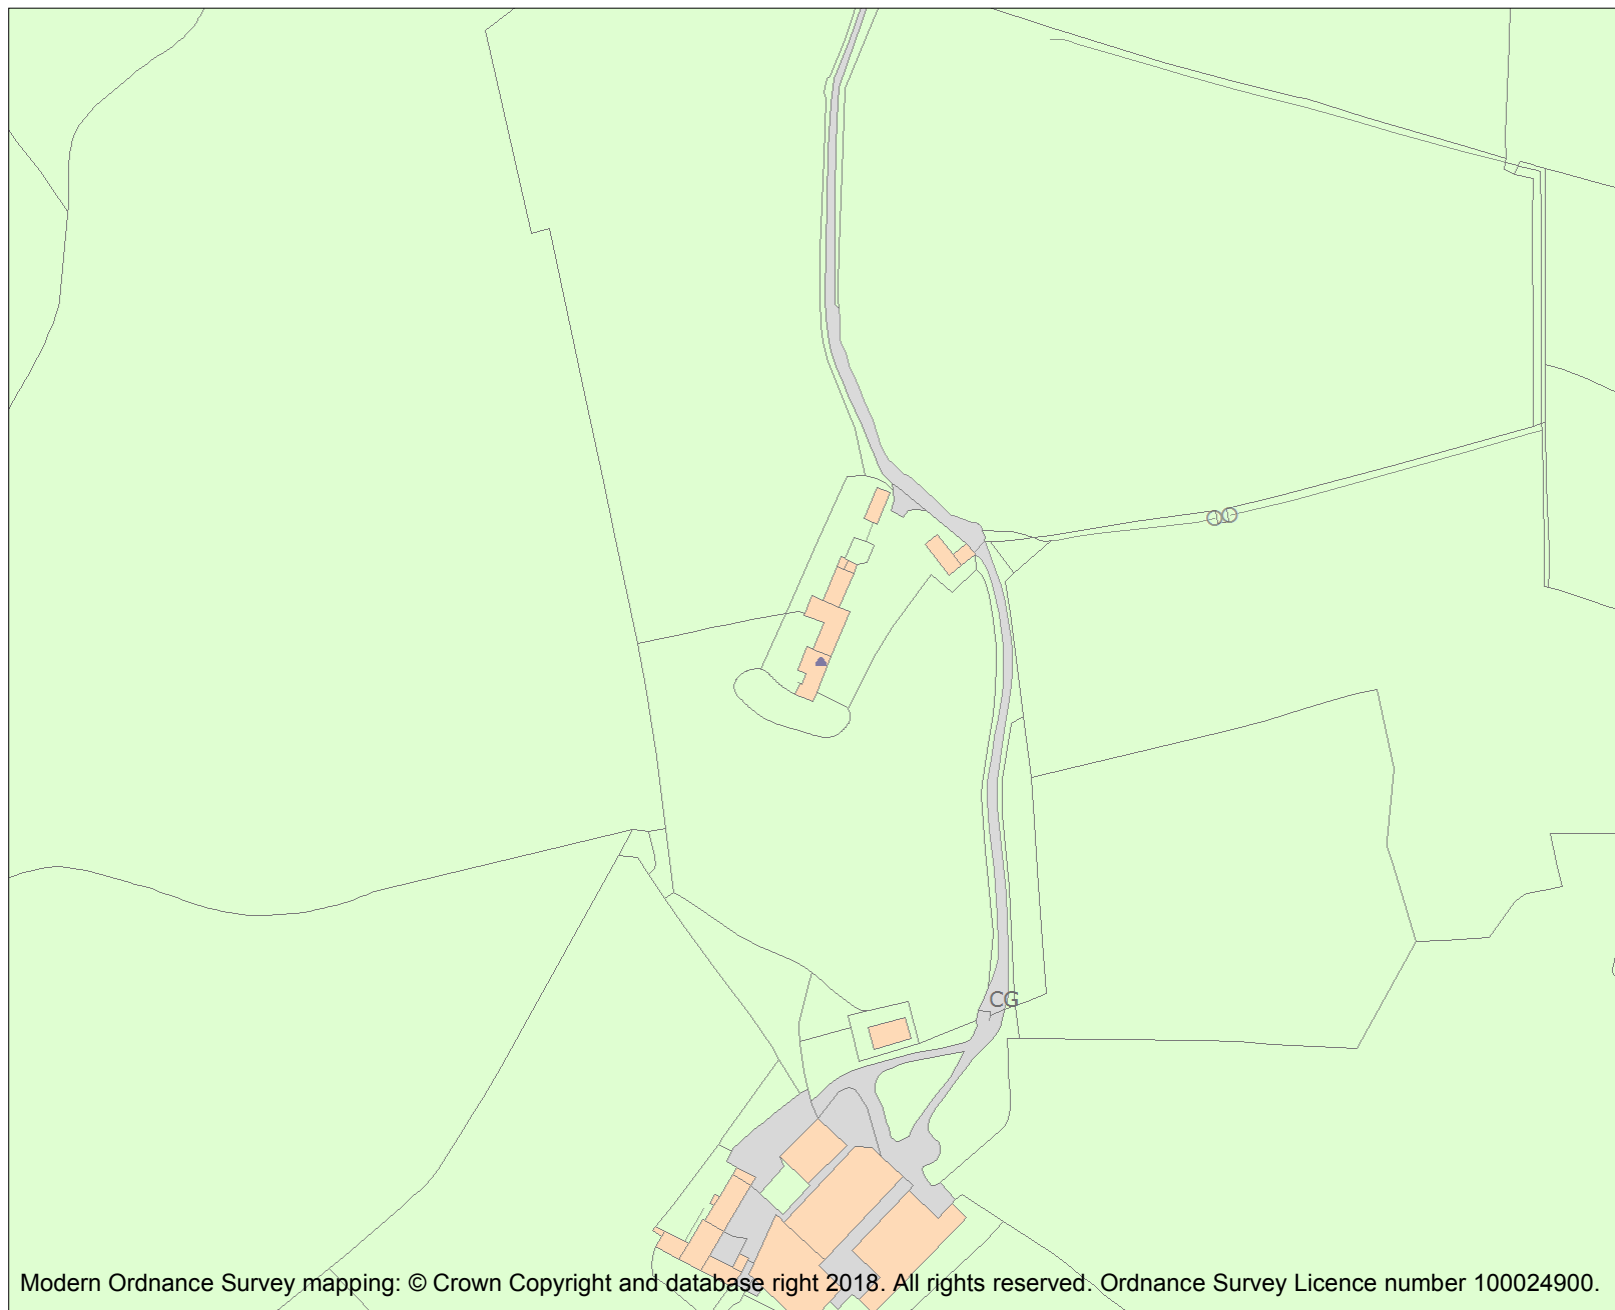 CG
Modern Ordnance Survey mapping: © Crown Copyright and database right 2018. All rights reserved. Ordnance Survey Licence number 100024900.